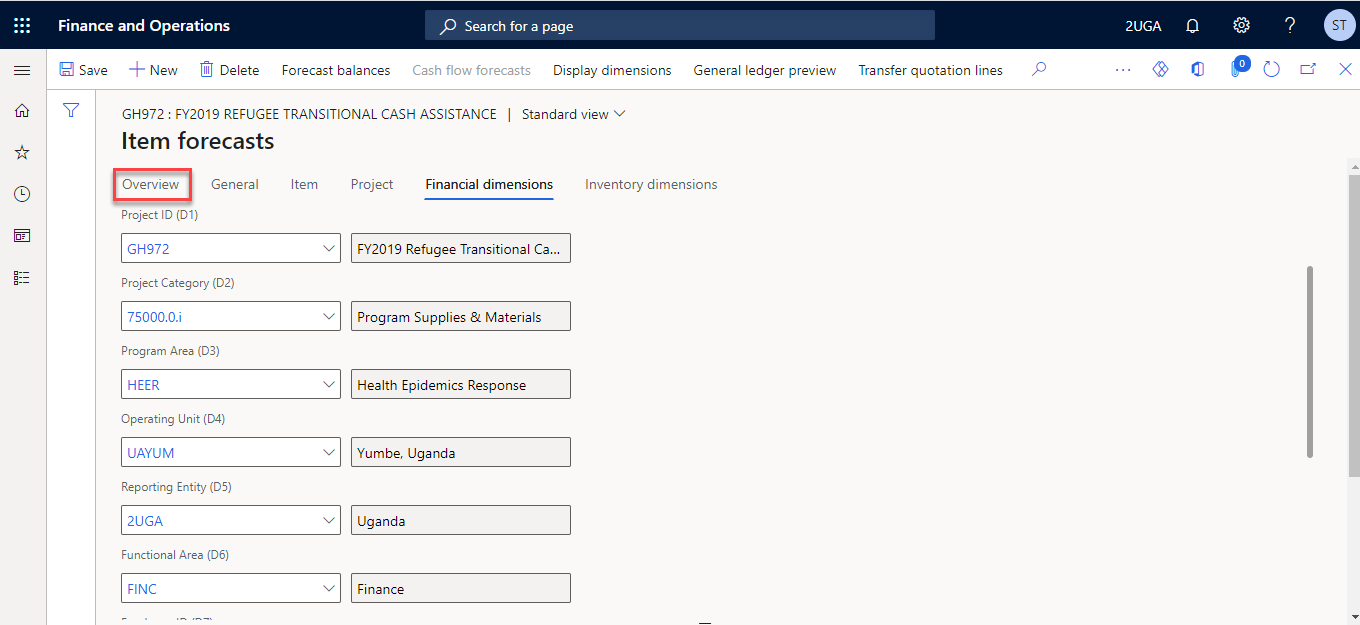 Finance and Operations Search for a page 2UGA ? ST
Save New Delete Forecast balances Cash flow forecasts Display dimensions General ledger preview Transfer quotation lines ... 0
GH972 : FY2019 REFUGEE TRANSITIONAL CASH ASSISTANCE | Standard view
Item forecasts
Overview General Item Project Financial dimensions Inventory dimensions
Project ID (D1)
GH972 FY2019 Refugee Transitional Ca...
Project Category (D2)
75000.0.i Program Supplies & Materials
Program Area (D3)
HEER Health Epidemics Response
Operating Unit (D4)
UAYUM Yumbe, Uganda
Reporting Entity (D5)
2UGA Uganda
Functional Area (D6)
FINC Finance